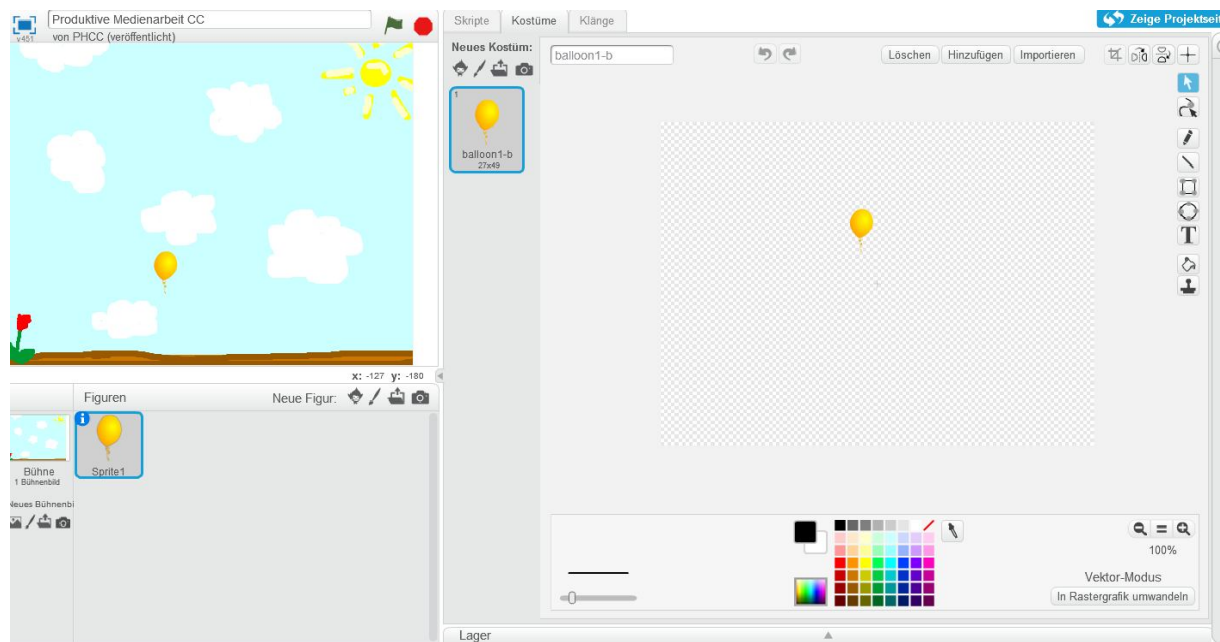 Produktive Medienarbeit CC
von PHCC (veröffentlicht)
v451
Skripte
Kostüme
Klänge
Zeige Projektseit
Neues Kostüm:
1
balloon1-b
27x49
balloon1-b
Löschen
Hinzufügen
Importieren
T
x: -127 y: -180
Figuren
Neue Figur:
Bühne
1 Bühnenbild
Neues Bühnenbi
Sprite1
100%
Vektor-Modus
In Rastergrafik umwandeln
Lager